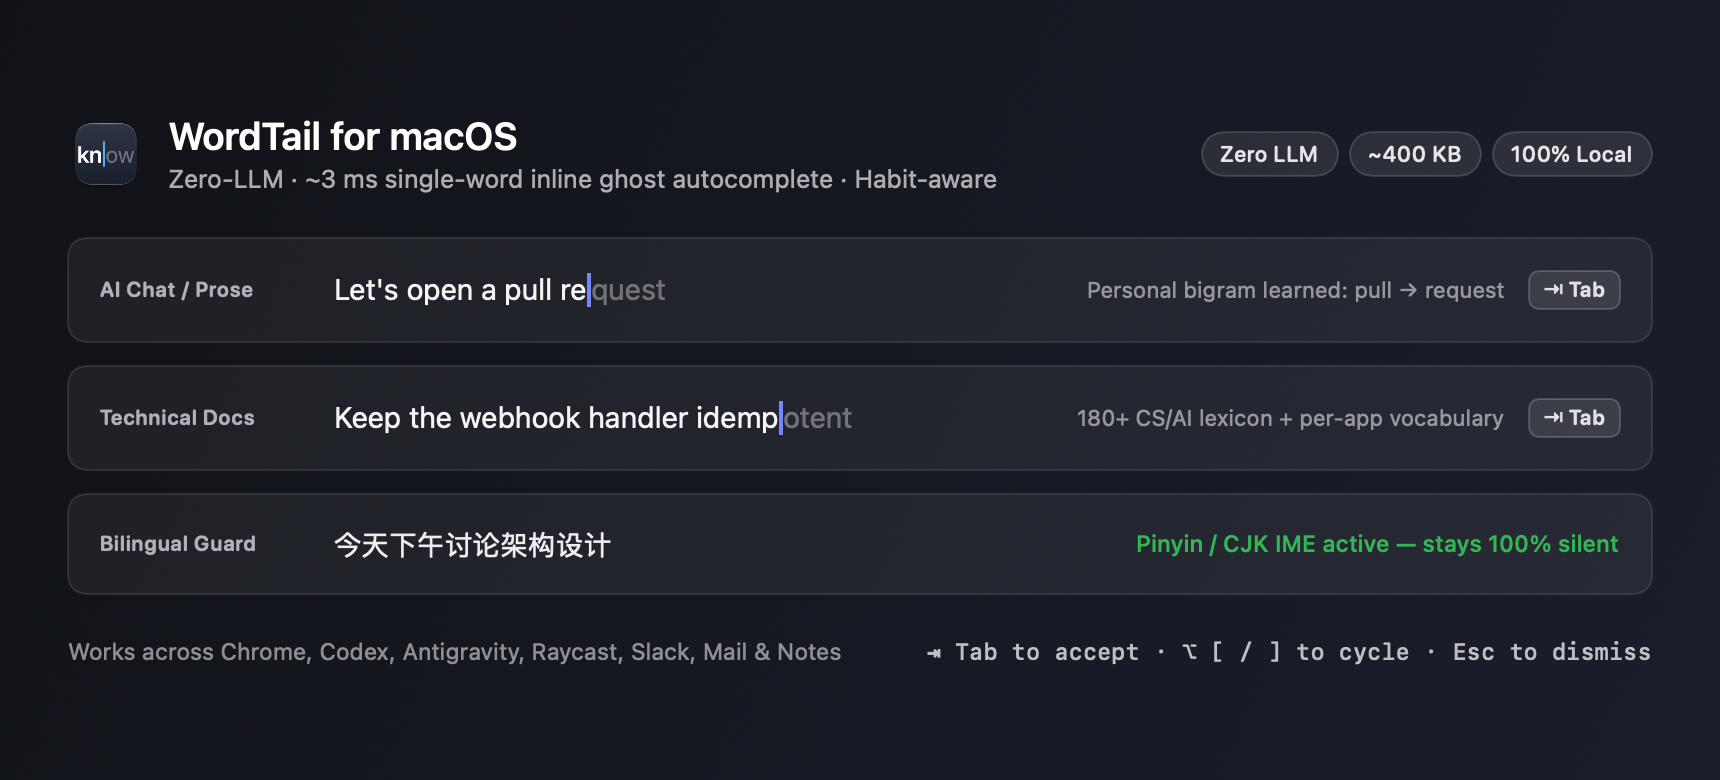 know
WordTail for macOS
Zero-LLM · ~3 ms single-word inline ghost autocomplete · Habit-aware
Zero LLM
~400 KB
100% Local
AI Chat / Prose
Let's open a pull request
Personal bigram learned: pull → request
⇥ Tab
Technical Docs
Keep the webhook handler idempotent
180+ CS/AI lexicon + per-app vocabulary
⇥ Tab
Bilingual Guard
今天下午讨论架构设计
Pinyin / CJK IME active — stays 100% silent
Works across Chrome, Codex, Antigravity, Raycast, Slack, Mail & Notes
⇥ Tab to accept · ⌥ [ / ] to cycle · Esc to dismiss